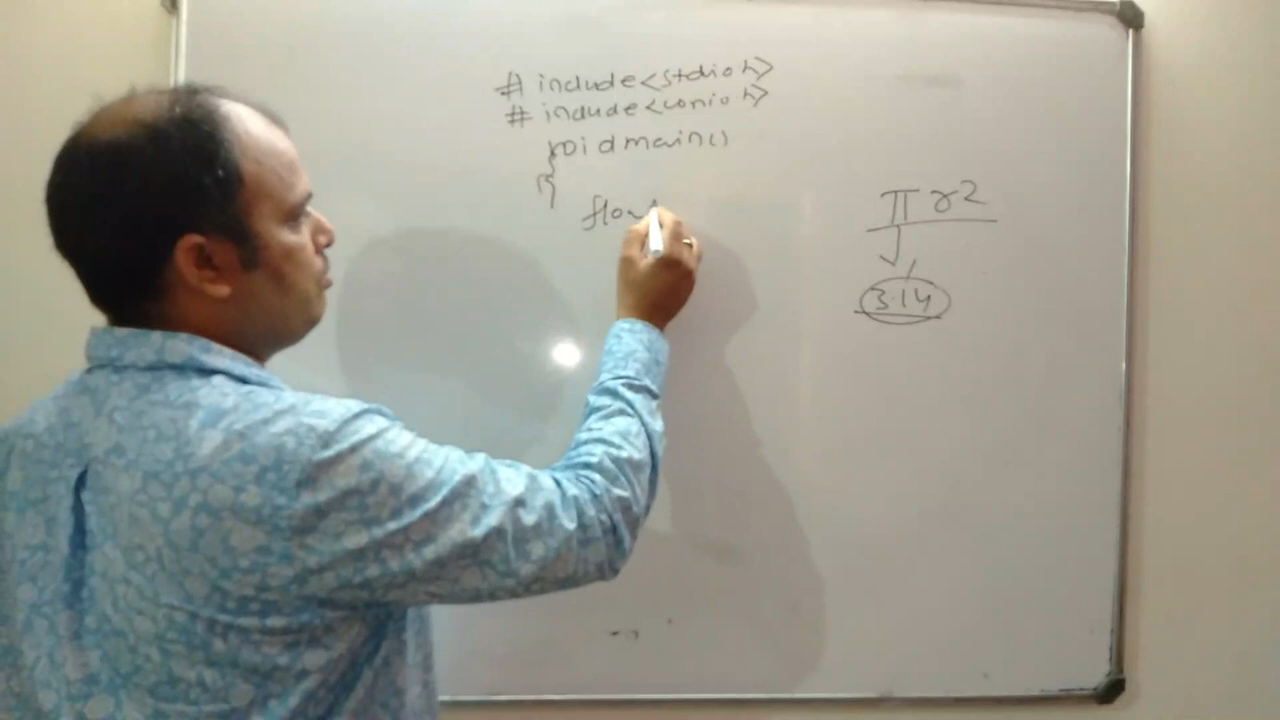 # include<stdio.h>
# include<conio.h>
void main()
{
float
π r2
3.14